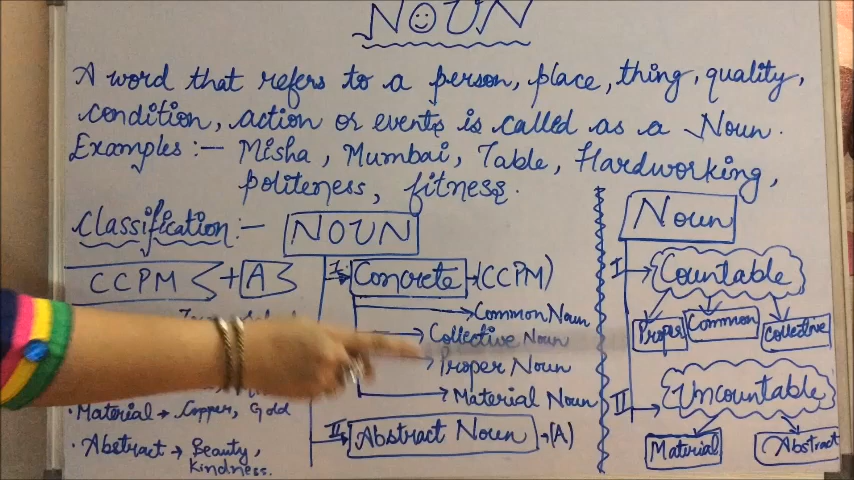 NOUN
A word that refers to a person, place, thing, quality,
condition, action or events is called as a Noun.
Examples :- Misha, Mumbai, Table, Hardworking,
politeness, fitness.
Classification :-
CCPM + A
· Material → Copper, Gold
· Abstract → Beauty,
kindness.
NOUN
I Concrete → (CCPM)
Common Noun
Collective Noun
Proper Noun
Material Noun
II Abstract Noun → (A)
Noun
I Countable
Proper Common Collective
II Uncountable
Material Abstract